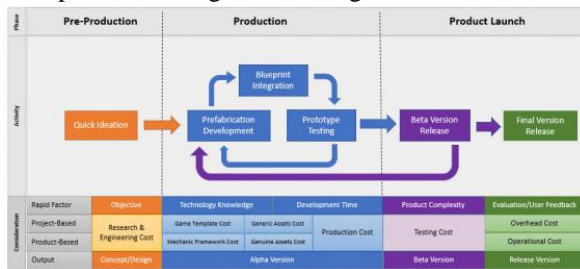 Phase
Pre-Production
Production
Product Launch
Activity
Quick Ideation
Prefabrication
Development
Blueprint
Integration
Prototype
Testing
Beta Version
Release
Final Version
Release
Consideration
Rapid Factor
Objective
Technology Knowledge
Development Time
Product Complexity
Evaluation/User Feedback
Project-Based
Product-Based
Research &
Engineering Cost
Game Template Cost
Generic Assets Cost
Mechanic Framework Cost
Genuine Assets Cost
Production Cost
Testing Cost
Overhead Cost
Operational Cost
Output
Concept/Design
Alpha Version
Beta Version
Release Version